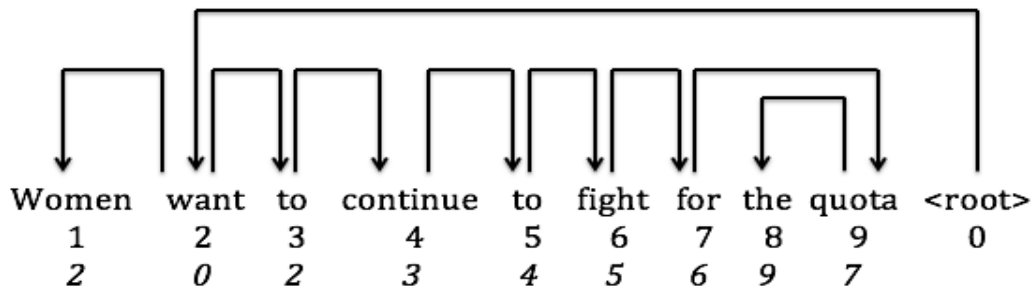 Women want to continue to fight for the quota <root>
1 2 3 4 5 6 7 8 9 0
2 0 2 3 4 5 6 9 7